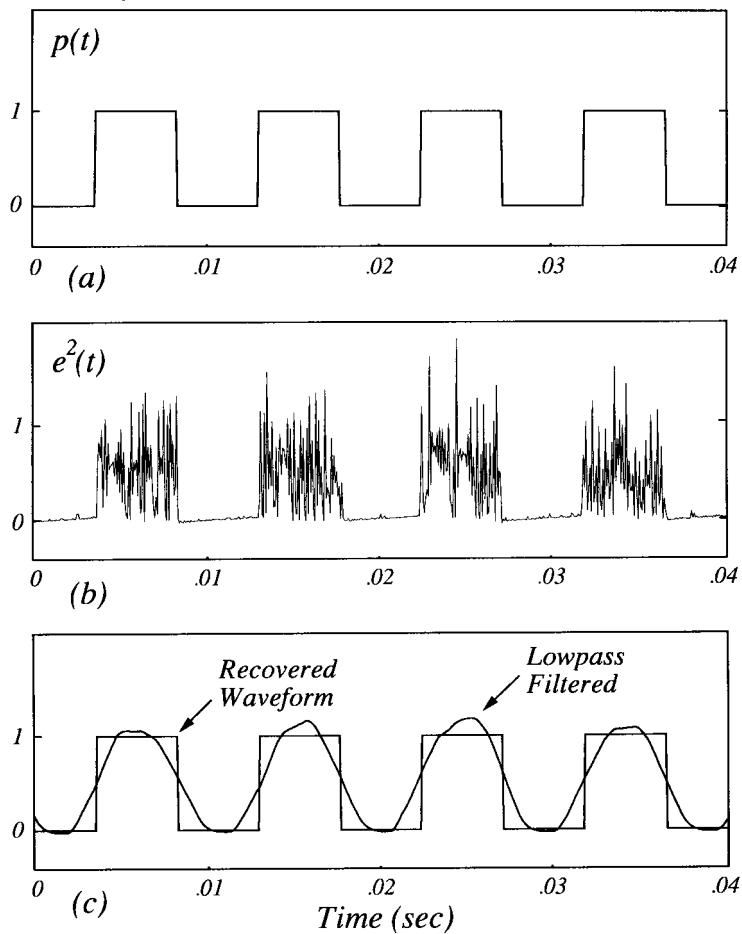 p(t)
1
0
0 .01 .02 .03 .04
(a)
e²(t)
1
0
0 .01 .02 .03 .04
(b)
Recovered
Waveform
Lowpass
Filtered
1
0
0 .01 .02 .03 .04
(c)
Time (sec)